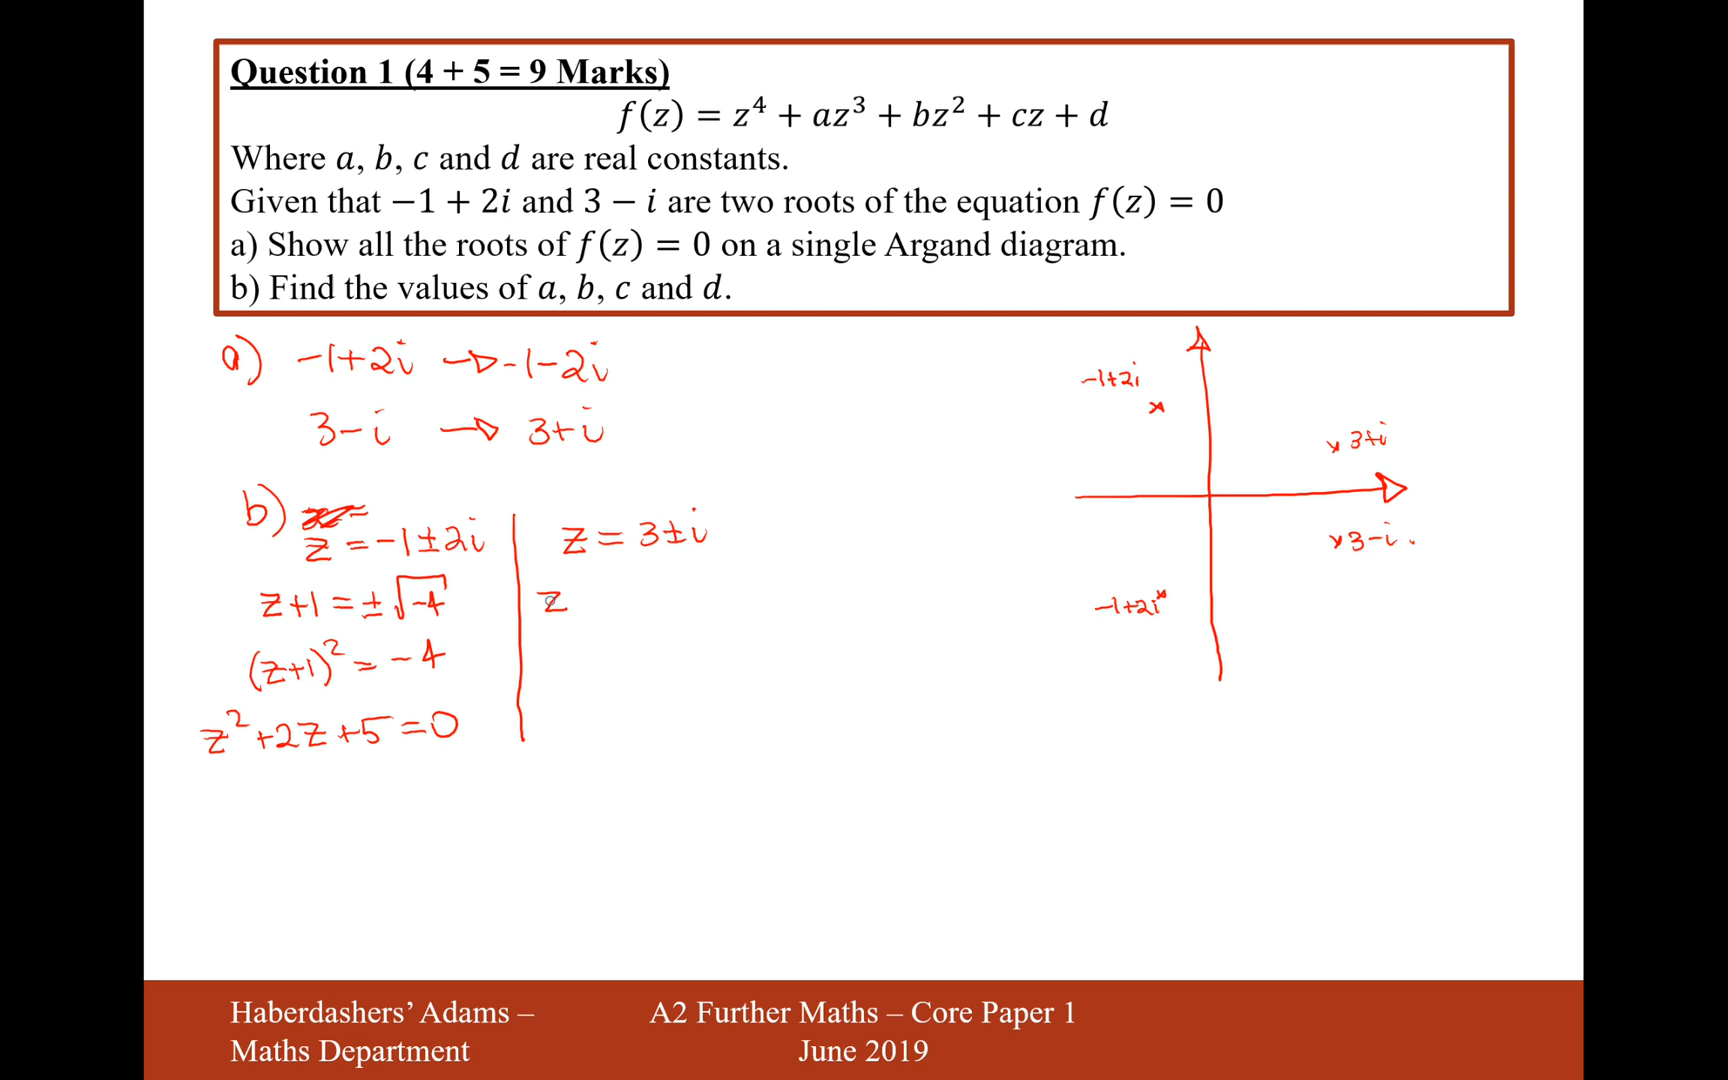 Question 1 (4 + 5 = 9 Marks)
f(z) = z⁴ + az³ + bz² + cz + d
Where a, b, c and d are real constants.
Given that −1 + 2i and 3 − i are two roots of the equation f(z) = 0
a) Show all the roots of f(z) = 0 on a single Argand diagram.
b) Find the values of a, b, c and d.
a) -1+2i → -1-2i
3-i → 3+i
b)
z = -1±2i
z+1 = ±√-4
(z+1)² = -4
z²+2z+5=0
z = 3±i
z
-1+2i
x 3+i
x 3-i.
-1+2i x
Haberdashers’ Adams –
Maths Department
A2 Further Maths – Core Paper 1
June 2019